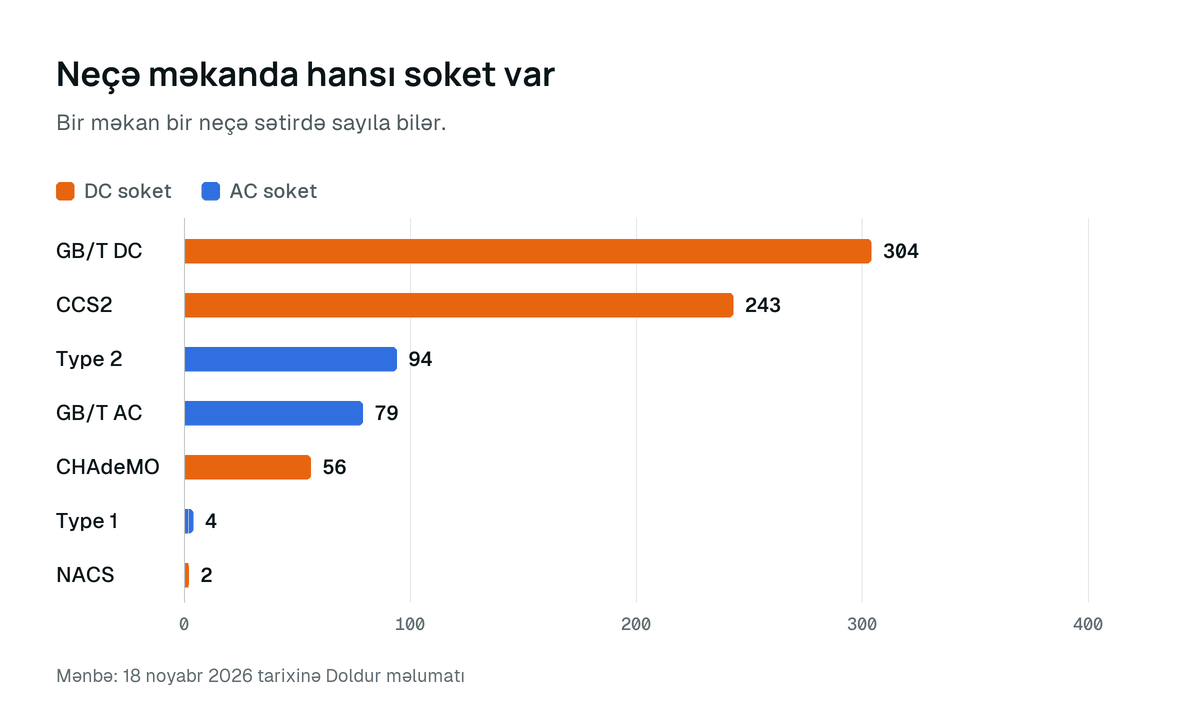 Neçə məkanda hansı soket var
Bir məkan bir neçə sətirdə sayıla bilər.
DC soket AC soket
GB/T DC 304
CCS2 243
Type 2 94
GB/T AC 79
CHAdeMO 56
Type 1 4
NACS 2
0 100 200 300 400
Mənbə: 18 noyabr 2026 tarixinə Doldur məlumatı